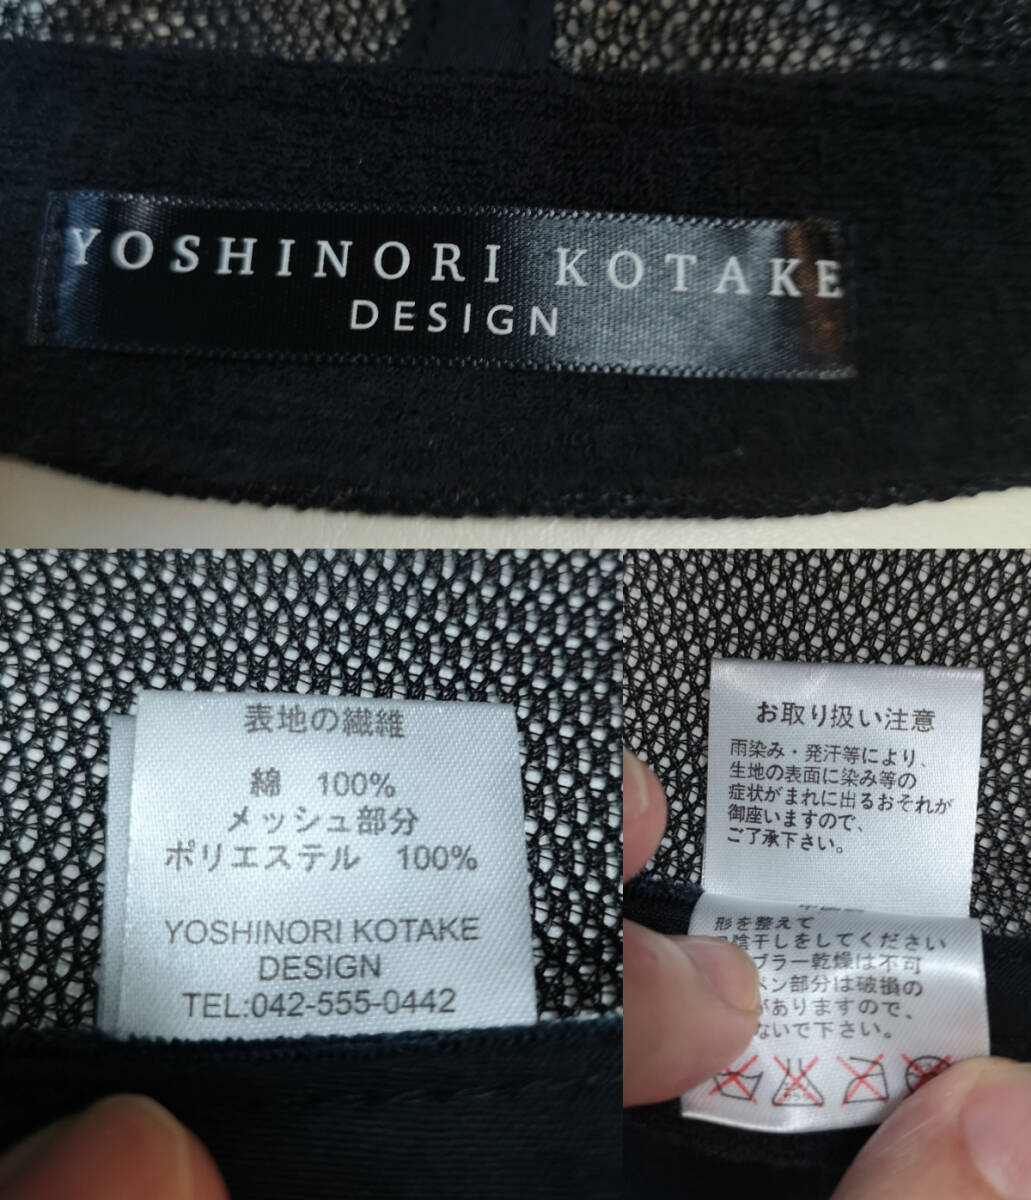 YOSHINORI KOTAKE
DESIGN
表地の繊維
綿 100%
メッシュ部分
ポリエステル 100%
YOSHINORI KOTAKE
DESIGN
TEL:042-555-0442
お取り扱い注意
雨染み・発汗等により、
生地の表面に染み等の
症状がまれに出るおそれが
御座いますので、
ご了承下さい。
形を整えて
陰干しをしてください
ブラー乾燥は不可
ペン部分は破損の
がありますので、
ないで下さい。